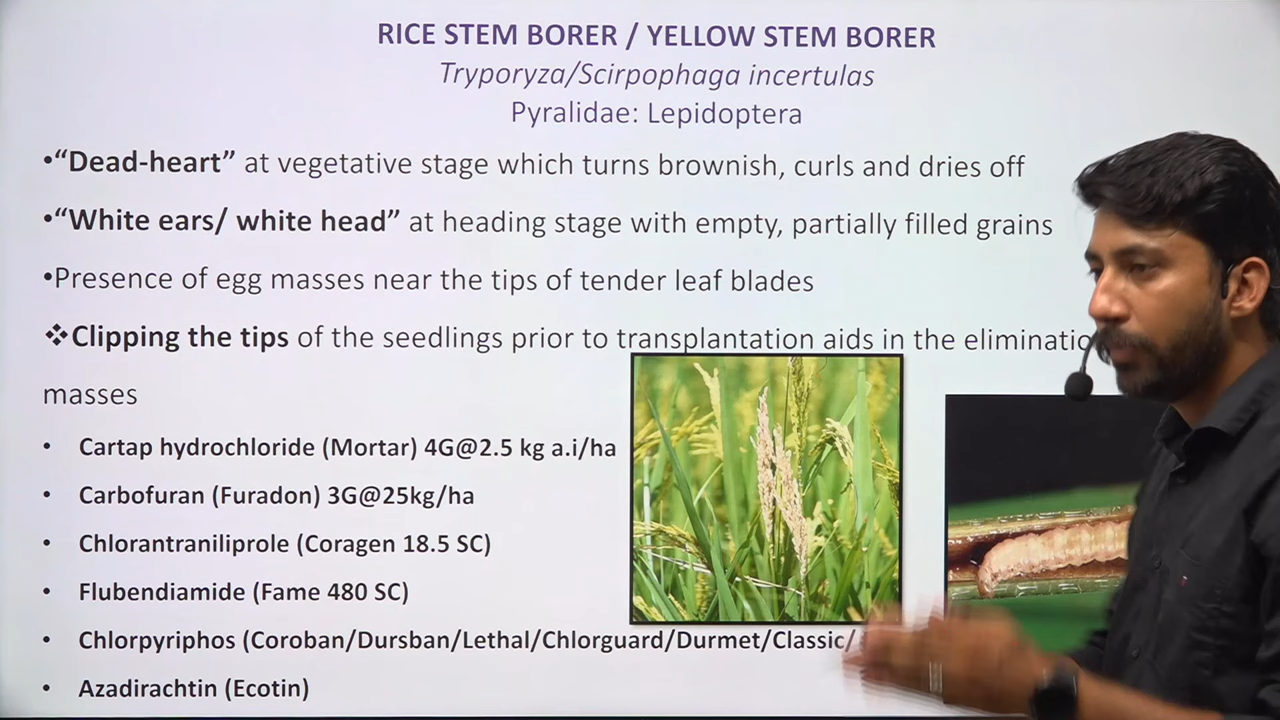 RICE STEM BORER / YELLOW STEM BORER
Tryporyza/Scirpophaga incertulas
Pyralidae: Lepidoptera
•“Dead-heart” at vegetative stage which turns brownish, curls and dries off
•“White ears/ white head” at heading stage with empty, partially filled grains
•Presence of egg masses near the tips of tender leaf blades
❖Clipping the tips of the seedlings prior to transplantation aids in the
masses
• Cartap hydrochloride (Mortar) 4G@2.5 kg a.i/ha
• Carbofuran (Furadon) 3G@25kg/ha
• Chlorantraniliprole (Coragen 18.5 SC)
• Flubendiamide (Fame 480 SC)
• Chlorpyriphos (Coroban/Dursban/Lethal/Chlorguard/Durmet/Classic/
• Azadirachtin (Ecotin)